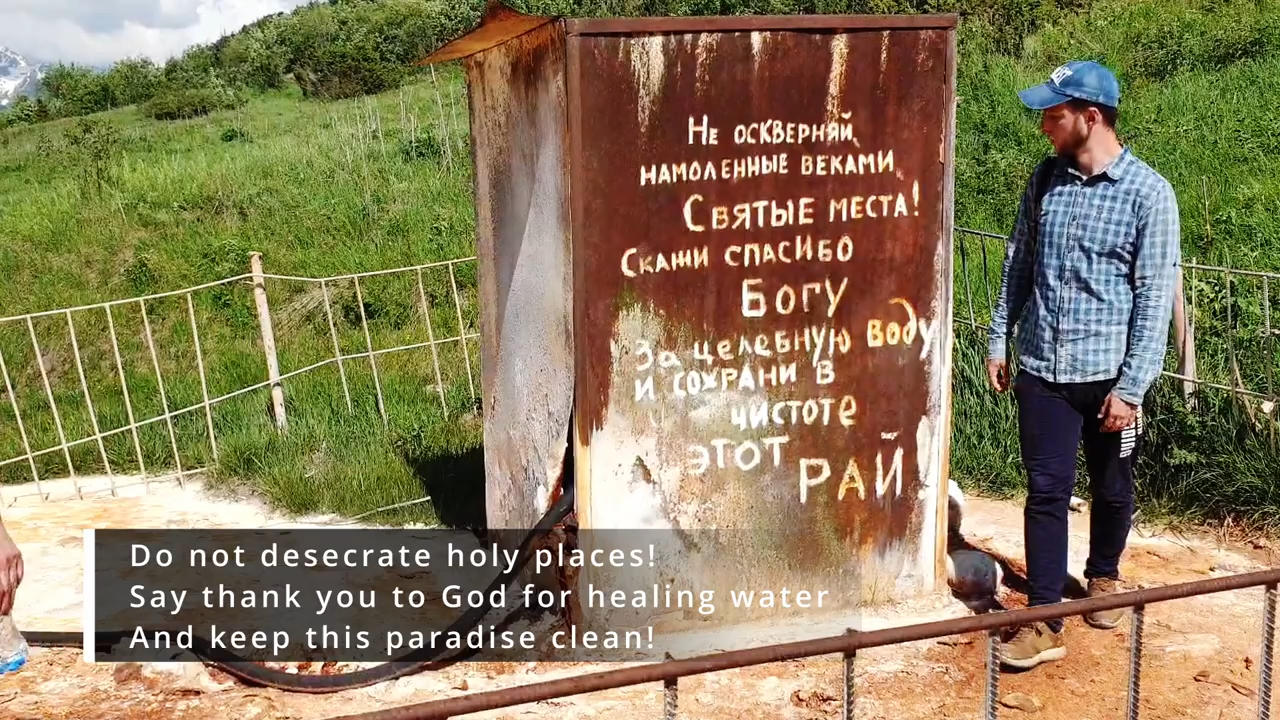 Не оскверняй
намоленные веками
Святые места!
Скажи спасибо
Богу
За целебную воду
и сохрани в
чистоте
этот
РАЙ
Do not desecrate holy places!
Say thank you to God for healing water
And keep this paradise clean!